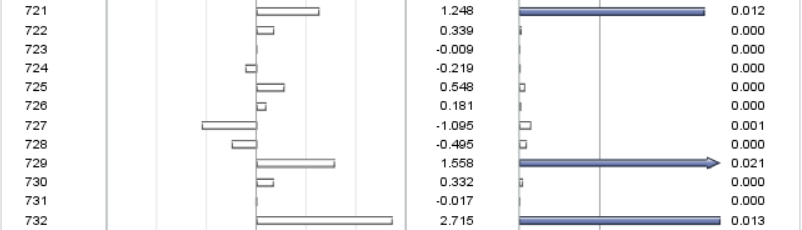 721 1.248 0.012
722 0.339 0.000
723 -0.009 0.000
724 -0.219 0.000
725 0.548 0.000
726 0.181 0.000
727 -1.095 0.001
728 -0.495 0.000
729 1.558 0.021
730 0.332 0.000
731 -0.017 0.000
732 2.715 0.013